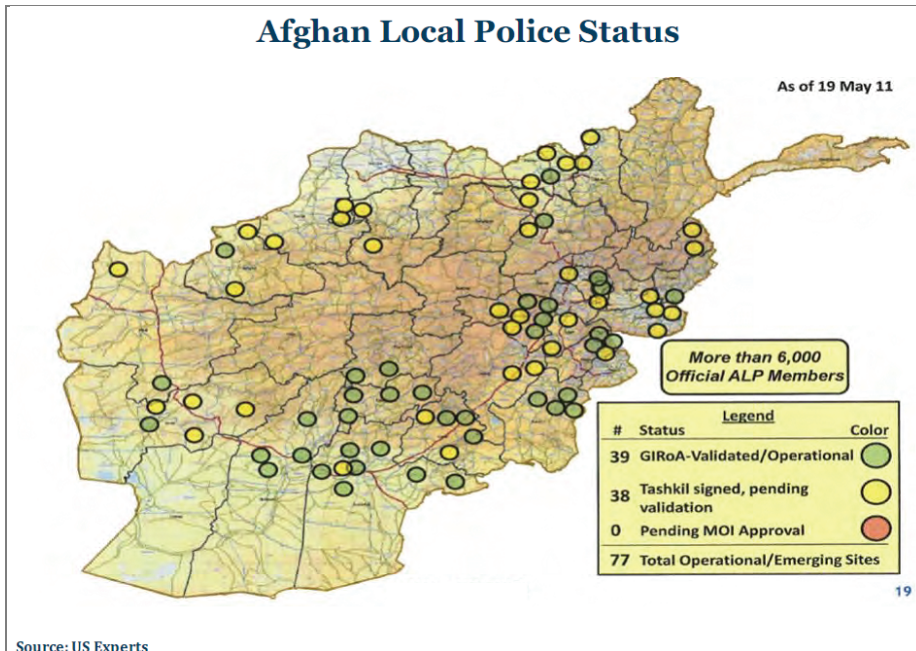 Afghan Local Police Status
As of 19 May 11
More than 6,000
Official ALP Members
Legend
# Status Color
39 GIRoA-Validated/Operational
38 Tashkil signed, pending
validation
0 Pending MOI Approval
77 Total Operational/Emerging Sites
19
Source: US Experts